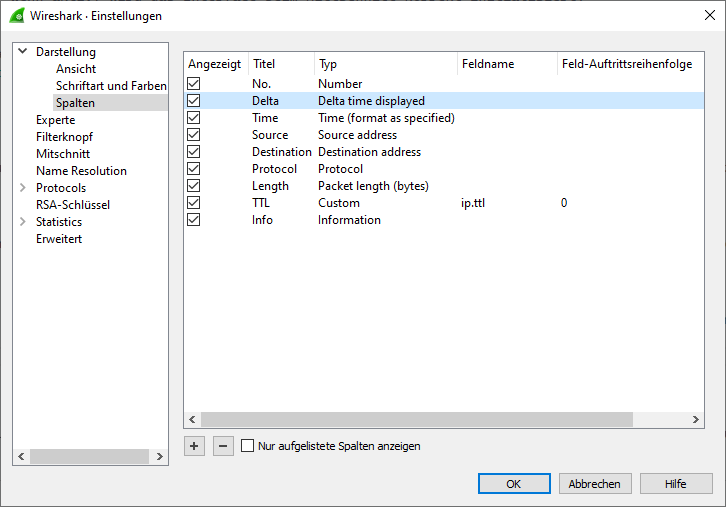 Wireshark · Einstellungen
Darstellung
Ansicht
Schriftart und Farben
Spalten
Experte
Filterknopf
Mitschnitt
Name Resolution
Protocols
RSA-Schlüssel
Statistics
Erweitert
Angezeigt Titel Typ Feldname Feld-Auftrittsreihenfolge
No. Number
Delta Delta time displayed
Time Time (format as specified)
Source Source address
Destination Destination address
Protocol Protocol
Length Packet length (bytes)
TTL Custom ip.ttl 0
Info Information
Nur aufgelistete Spalten anzeigen
OK Abbrechen Hilfe